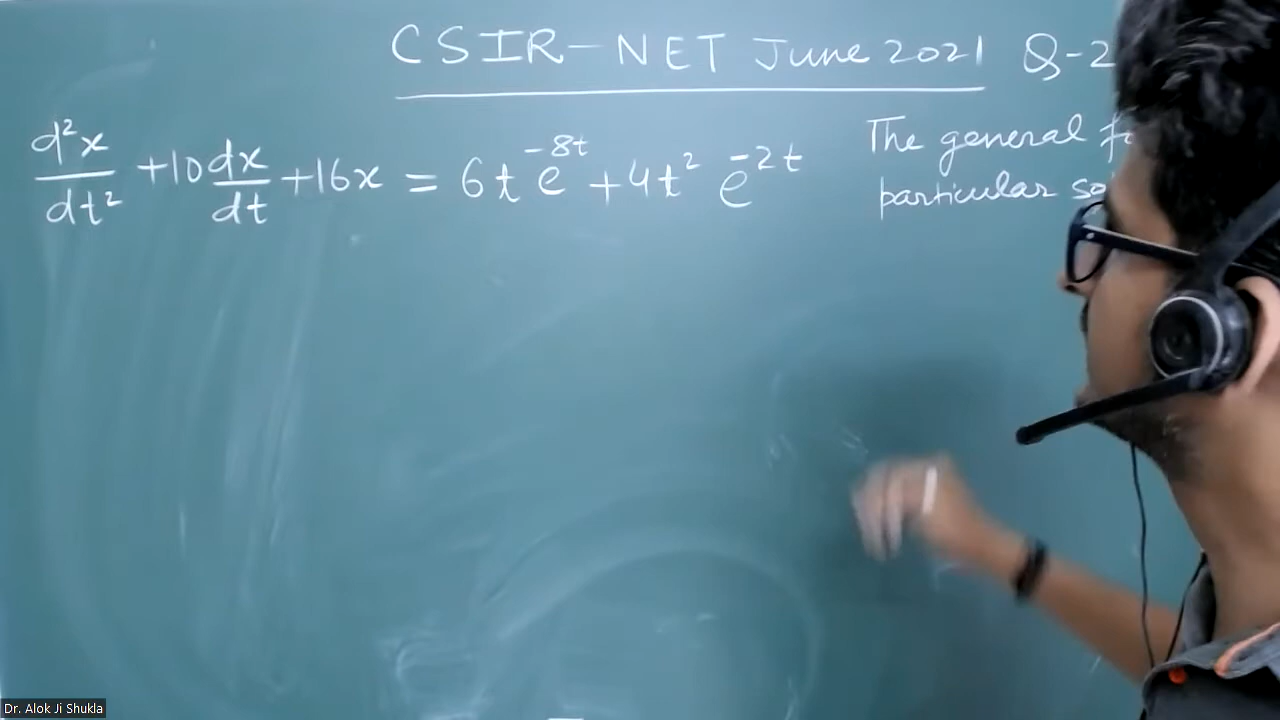 CSIR-NET June 2021 Q-2
d²x/dt² + 10 dx/dt + 16x = 6t e^{-8t} + 4t² e^{-2t}
The general
particular
Dr. Alok Ji Shukla